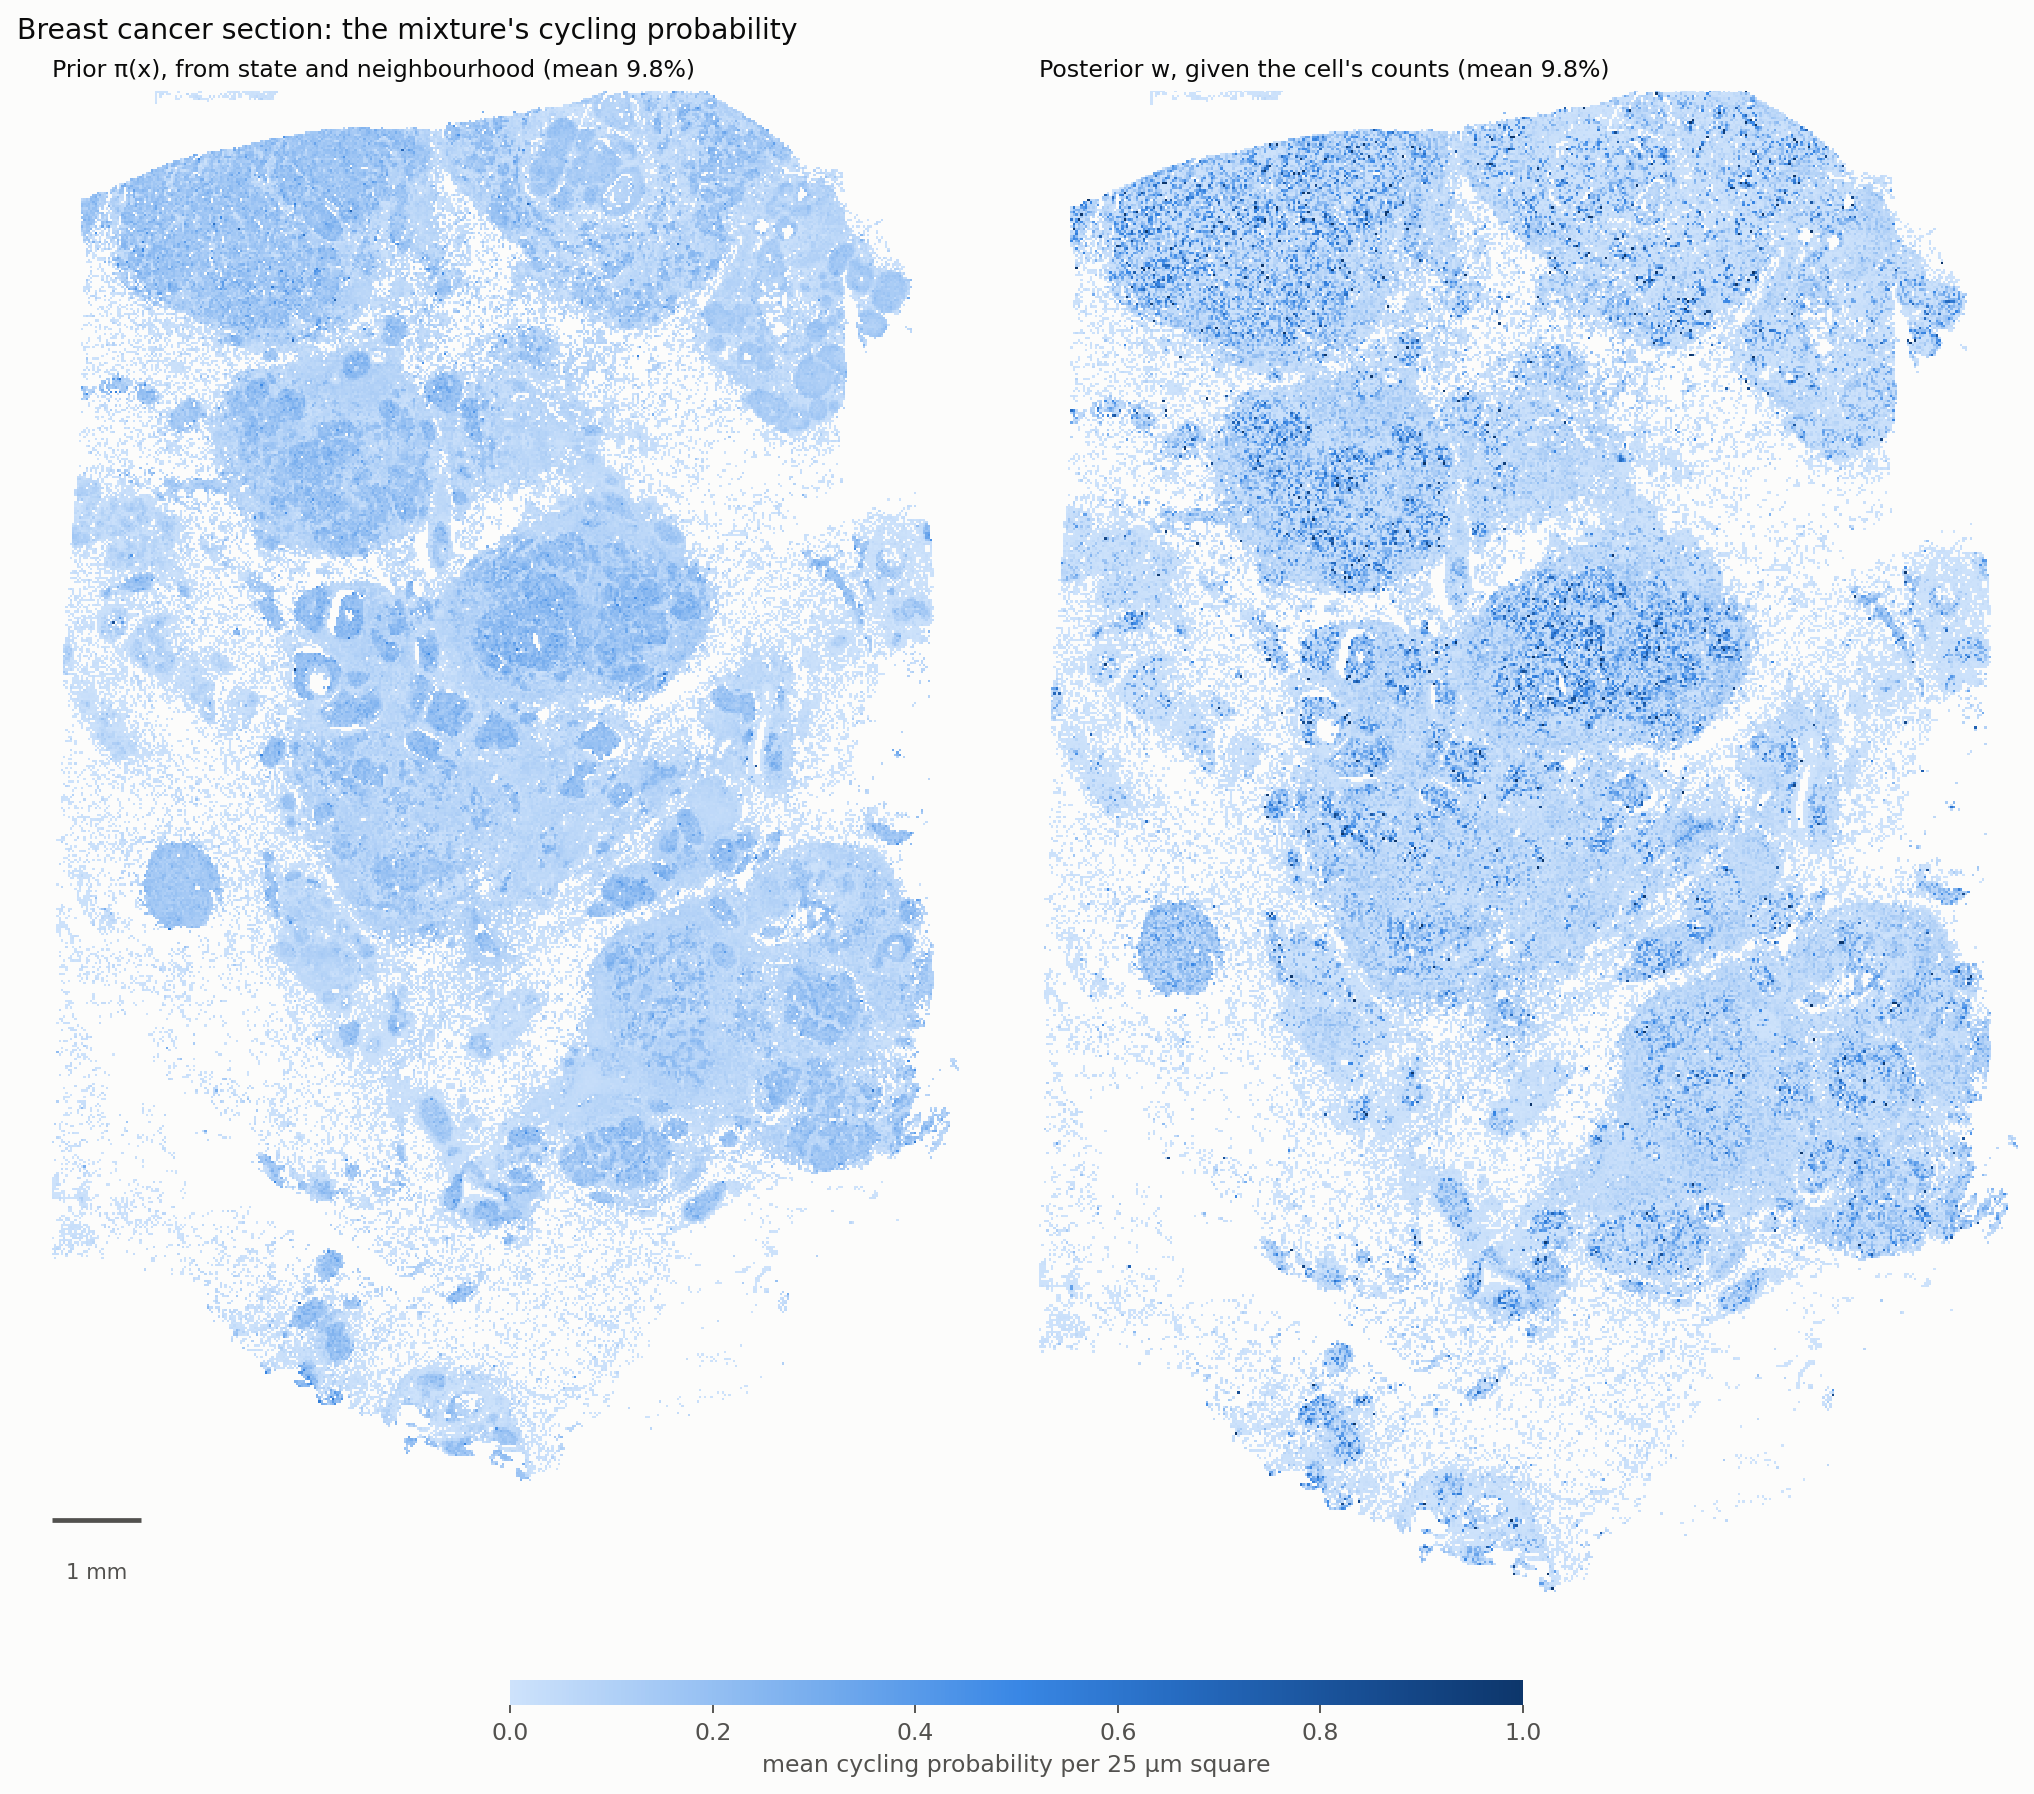 Breast cancer section: the mixture's cycling probability
Prior π(x), from state and neighbourhood (mean 9.8%)
Posterior w, given the cell's counts (mean 9.8%)
1 mm
0.0 0.2 0.4 0.6 0.8 1.0
mean cycling probability per 25 µm square